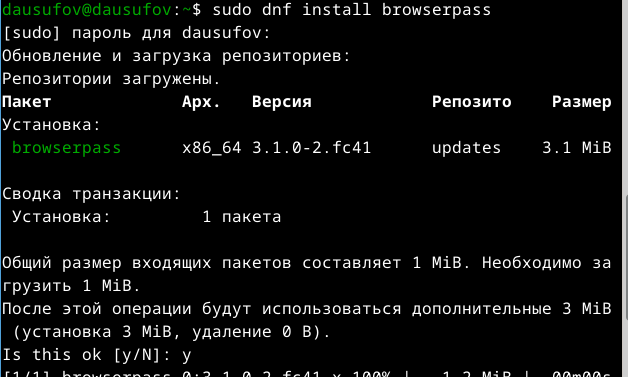 dausufov@dausufov:~$ sudo dnf install browserpass
[sudo] пароль для dausufov:
Обновление и загрузка репозиториев:
Репозитории загружены.
Пакет Арх. Версия Репозито Размер
Установка:
browserpass x86_64 3.1.0-2.fc41 updates 3.1 MiB
Сводка транзакции:
Установка: 1 пакета
Общий размер входящих пакетов составляет 1 MiB. Необходимо за
грузить 1 MiB.
После этой операции будут использоваться дополнительные 3 MiB
(установка 3 MiB, удаление 0 B).
Is this ok [y/N]: y
[1/1] browserpass-0:3.1.0-2.fc41.x 100% | 1.2 MiB | 00m00s